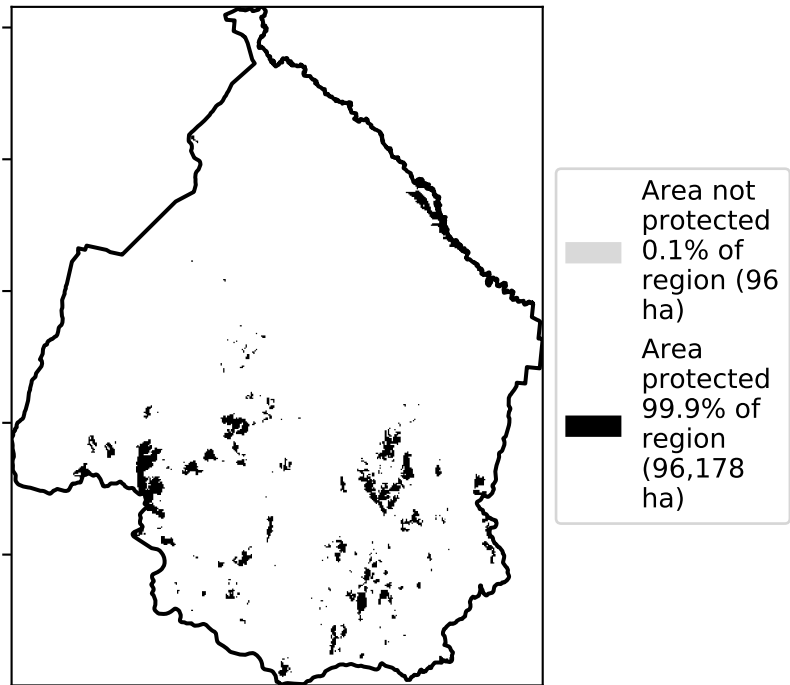 Area not
protected
0.1% of
region (96
ha)
Area
protected
99.9% of
region
(96,178
ha)